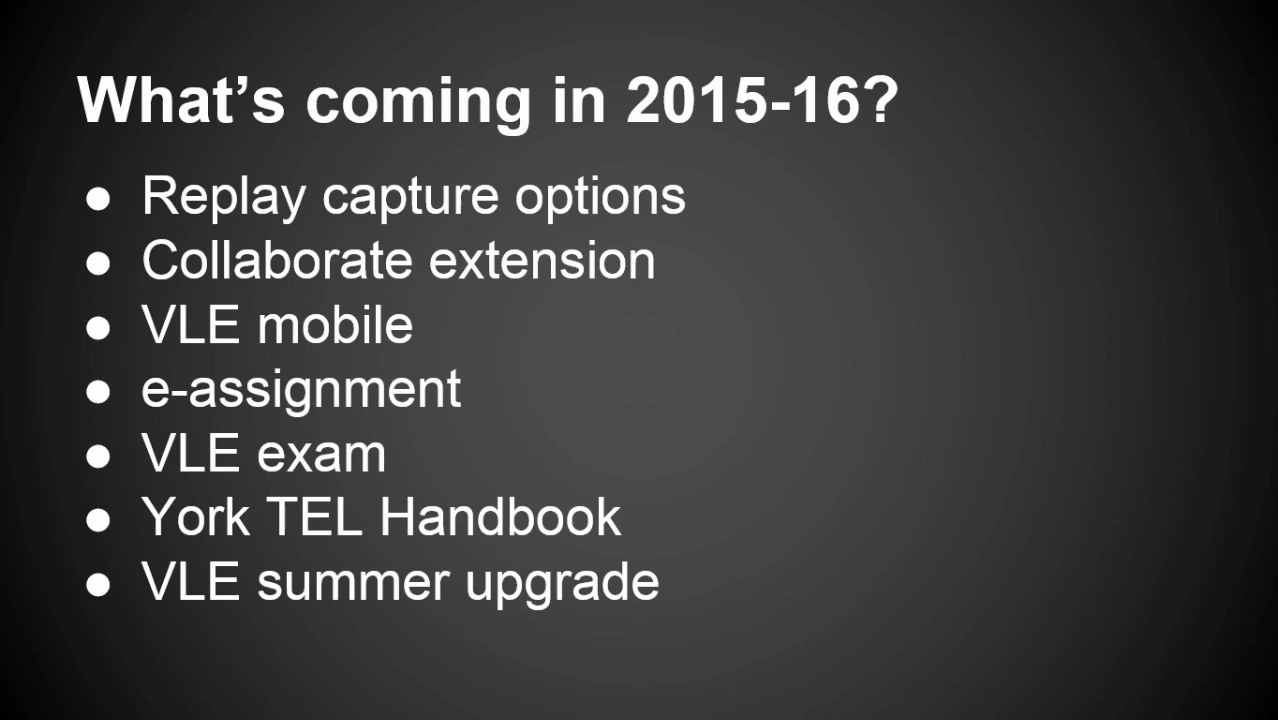 What’s coming in 2015-16?
● Replay capture options
● Collaborate extension
● VLE mobile
● e-assignment
● VLE exam
● York TEL Handbook
● VLE summer upgrade